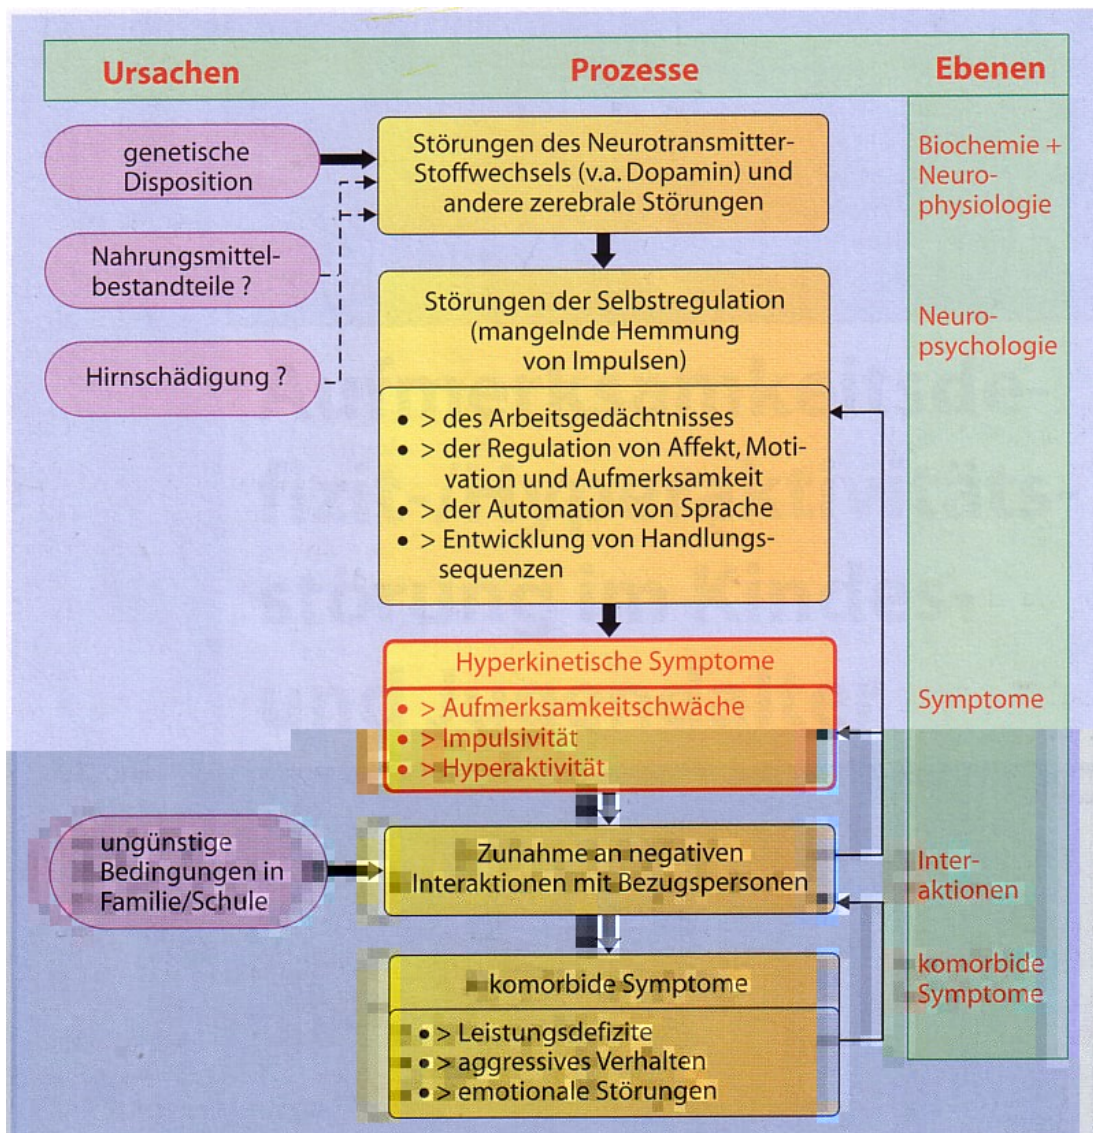 Ursachen
Prozesse
Ebenen
genetische
Disposition
Störungen des Neurotransmitter-
Stoffwechsels (v.a. Dopamin) und
andere zerebrale Störungen
Biochemie +
Neuro-
physiologie
Nahrungsmittel-
bestandteile ?
Hirnschädigung ?
Störungen der Selbstregulation
(mangelnde Hemmung
von Impulsen)
Neuro-
psychologie
• > des Arbeitsgedächtnisses
• > der Regulation von Affekt, Moti-
vation und Aufmerksamkeit
• > der Automation von Sprache
• > Entwicklung von Handlungs-
sequenzen
Hyperkinetische Symptome
• > Aufmerksamkeitschwäche
• > Impulsivität
• > Hyperaktivität
Symptome
ungünstige
Bedingungen in
Familie/Schule
Zunahme an negativen
Interaktionen mit Bezugspersonen
Inter-
aktionen
komorbide Symptome
• > Leistungsdefizite
• > aggressives Verhalten
• > emotionale Störungen
komorbide
Symptome